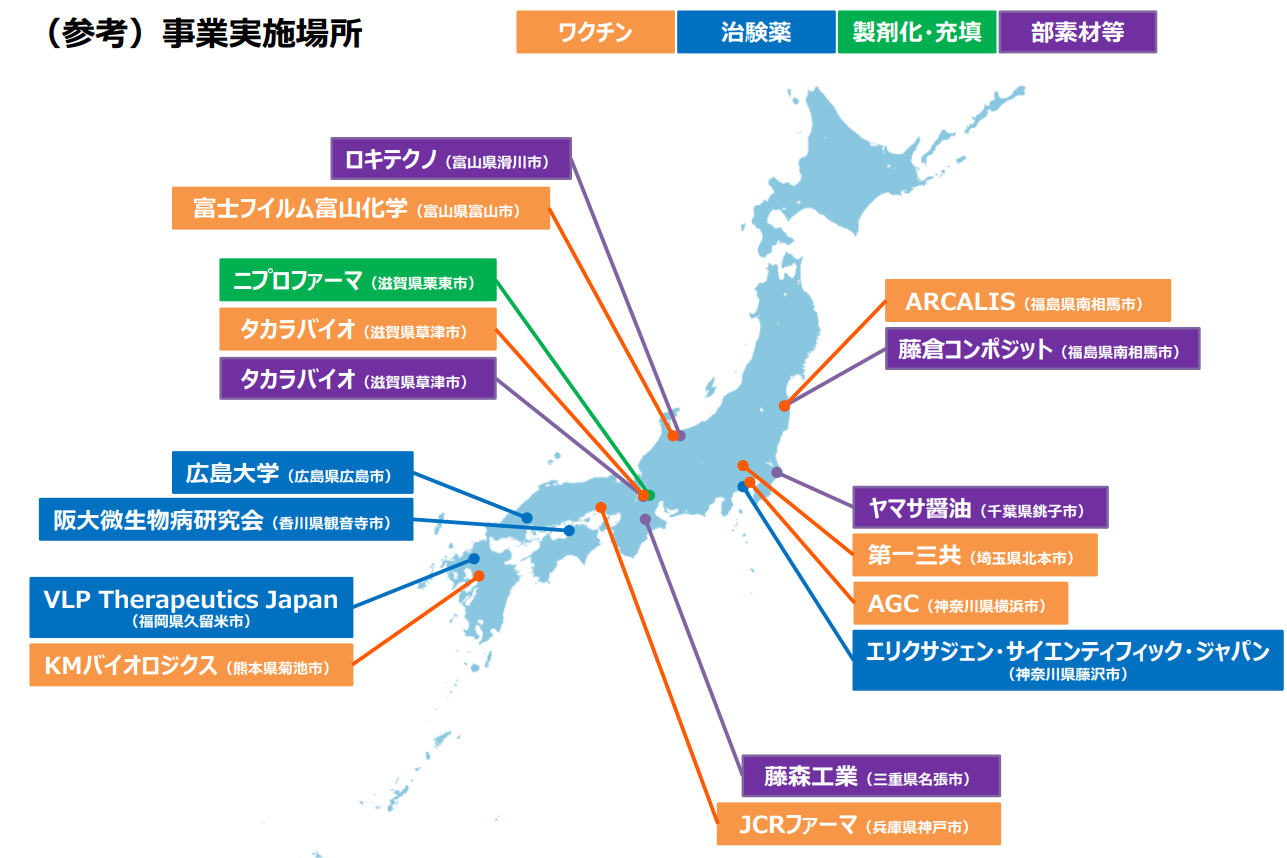 （参考）事業実施場所
ワクチン
治験薬
製剤化・充填
部素材等
ロキテクノ（富山県滑川市）
富士フイルム富山化学（富山県富山市）
ニプロファーマ（滋賀県栗東市）
タカラバイオ（滋賀県草津市）
タカラバイオ（滋賀県草津市）
広島大学（広島県広島市）
阪大微生物病研究会（香川県観音寺市）
VLP Therapeutics Japan
（福岡県久留米市）
KMバイオロジクス（熊本県菊池市）
ARCALIS（福島県南相馬市）
藤倉コンポジット（福島県南相馬市）
ヤマサ醤油（千葉県銚子市）
第一三共（埼玉県北本市）
AGC（神奈川県横浜市）
エリクサジェン・サイエンティフィック・ジャパン
（神奈川県藤沢市）
藤森工業（三重県名張市）
JCRファーマ（兵庫県神戸市）